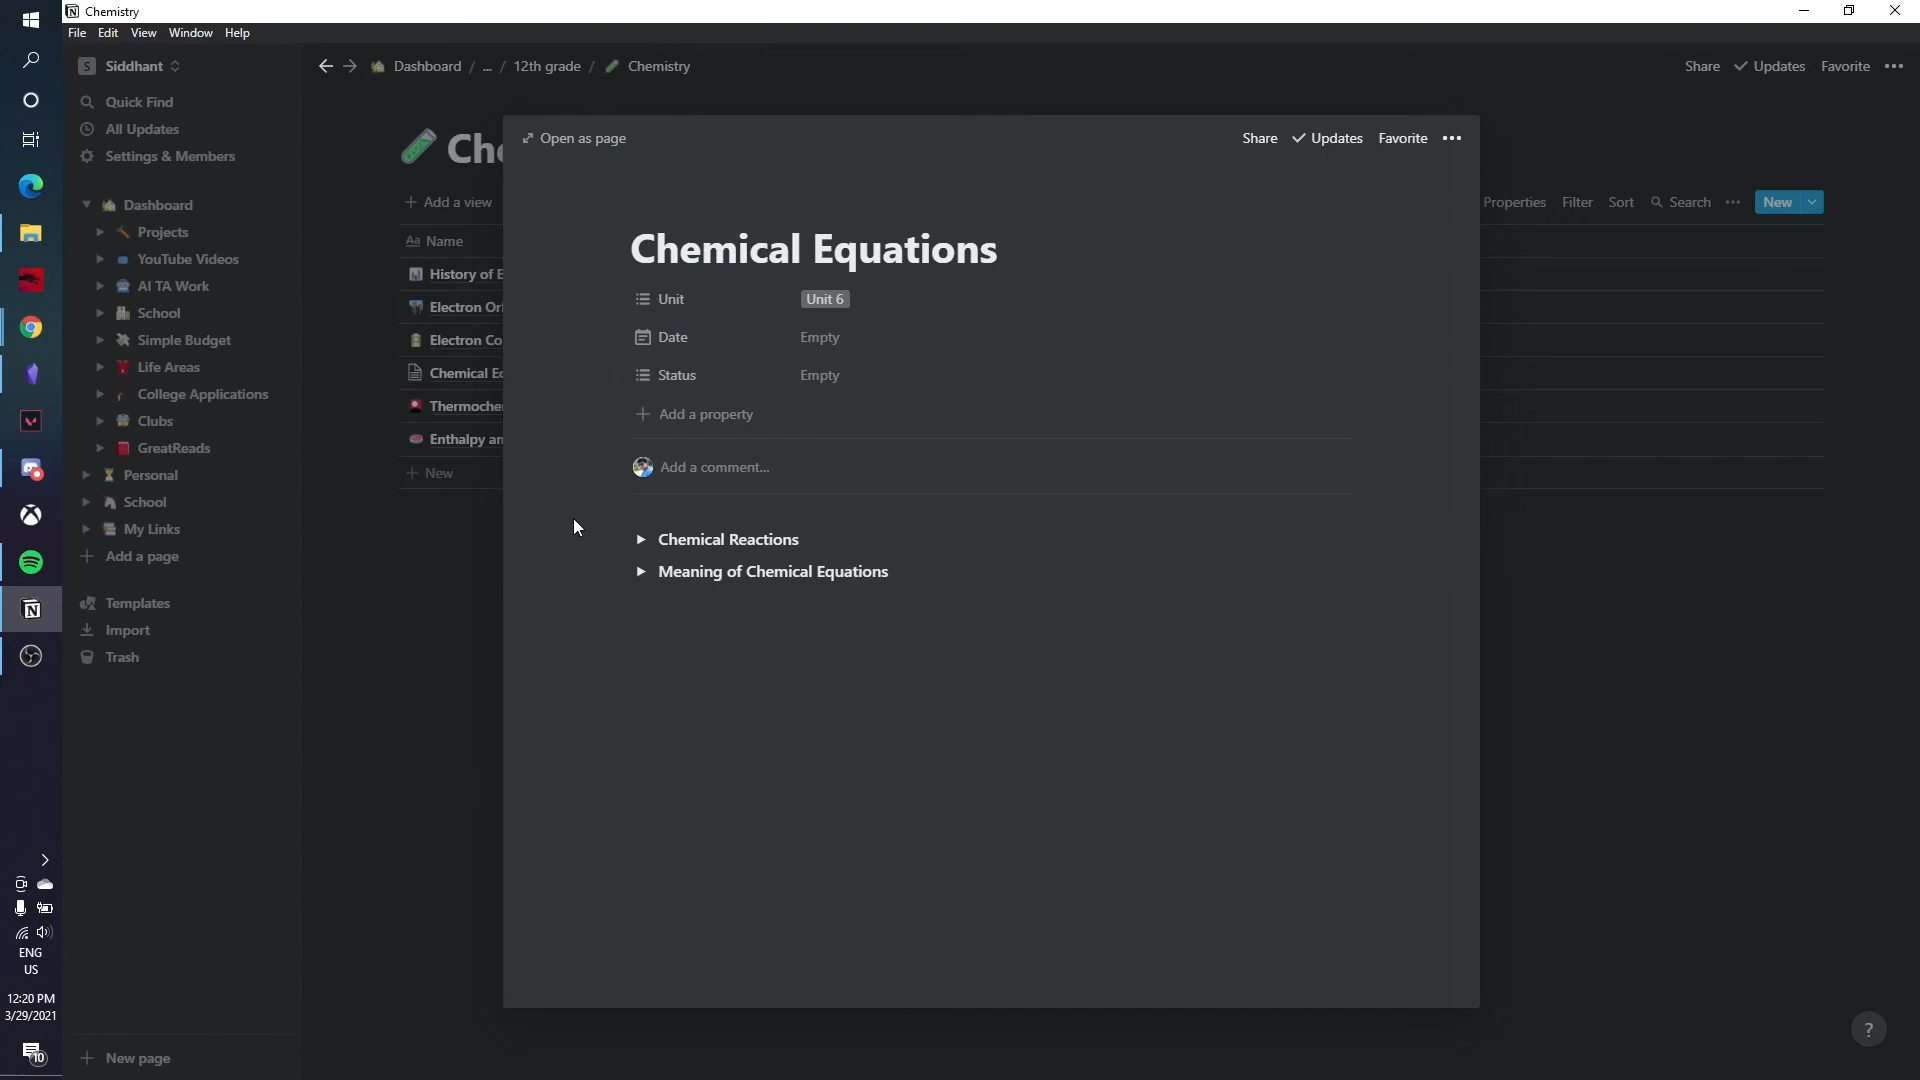 Chemistry
File Edit View Window Help
S Siddhant
Dashboard / ... / 12th grade / Chemistry
Share Updates Favorite
Quick Find
All Updates
Settings & Members
Dashboard
Projects
YouTube Videos
AI TA Work
School
Simple Budget
Life Areas
College Applications
Clubs
GreatReads
Personal
School
My Links
Add a page
Templates
Import
Trash
New page
Che
Add a view
Properties Filter Sort Search New
Aa Name
History of E
Electron Or
Electron Co
Chemical Ec
Thermocher
Enthalpy an
New
Open as page
Share Updates Favorite
Chemical Equations
Unit Unit 6
Date Empty
Status Empty
Add a property
Add a comment...
Chemical Reactions
Meaning of Chemical Equations
ENG
US
12:20 PM
3/29/2021
10
?